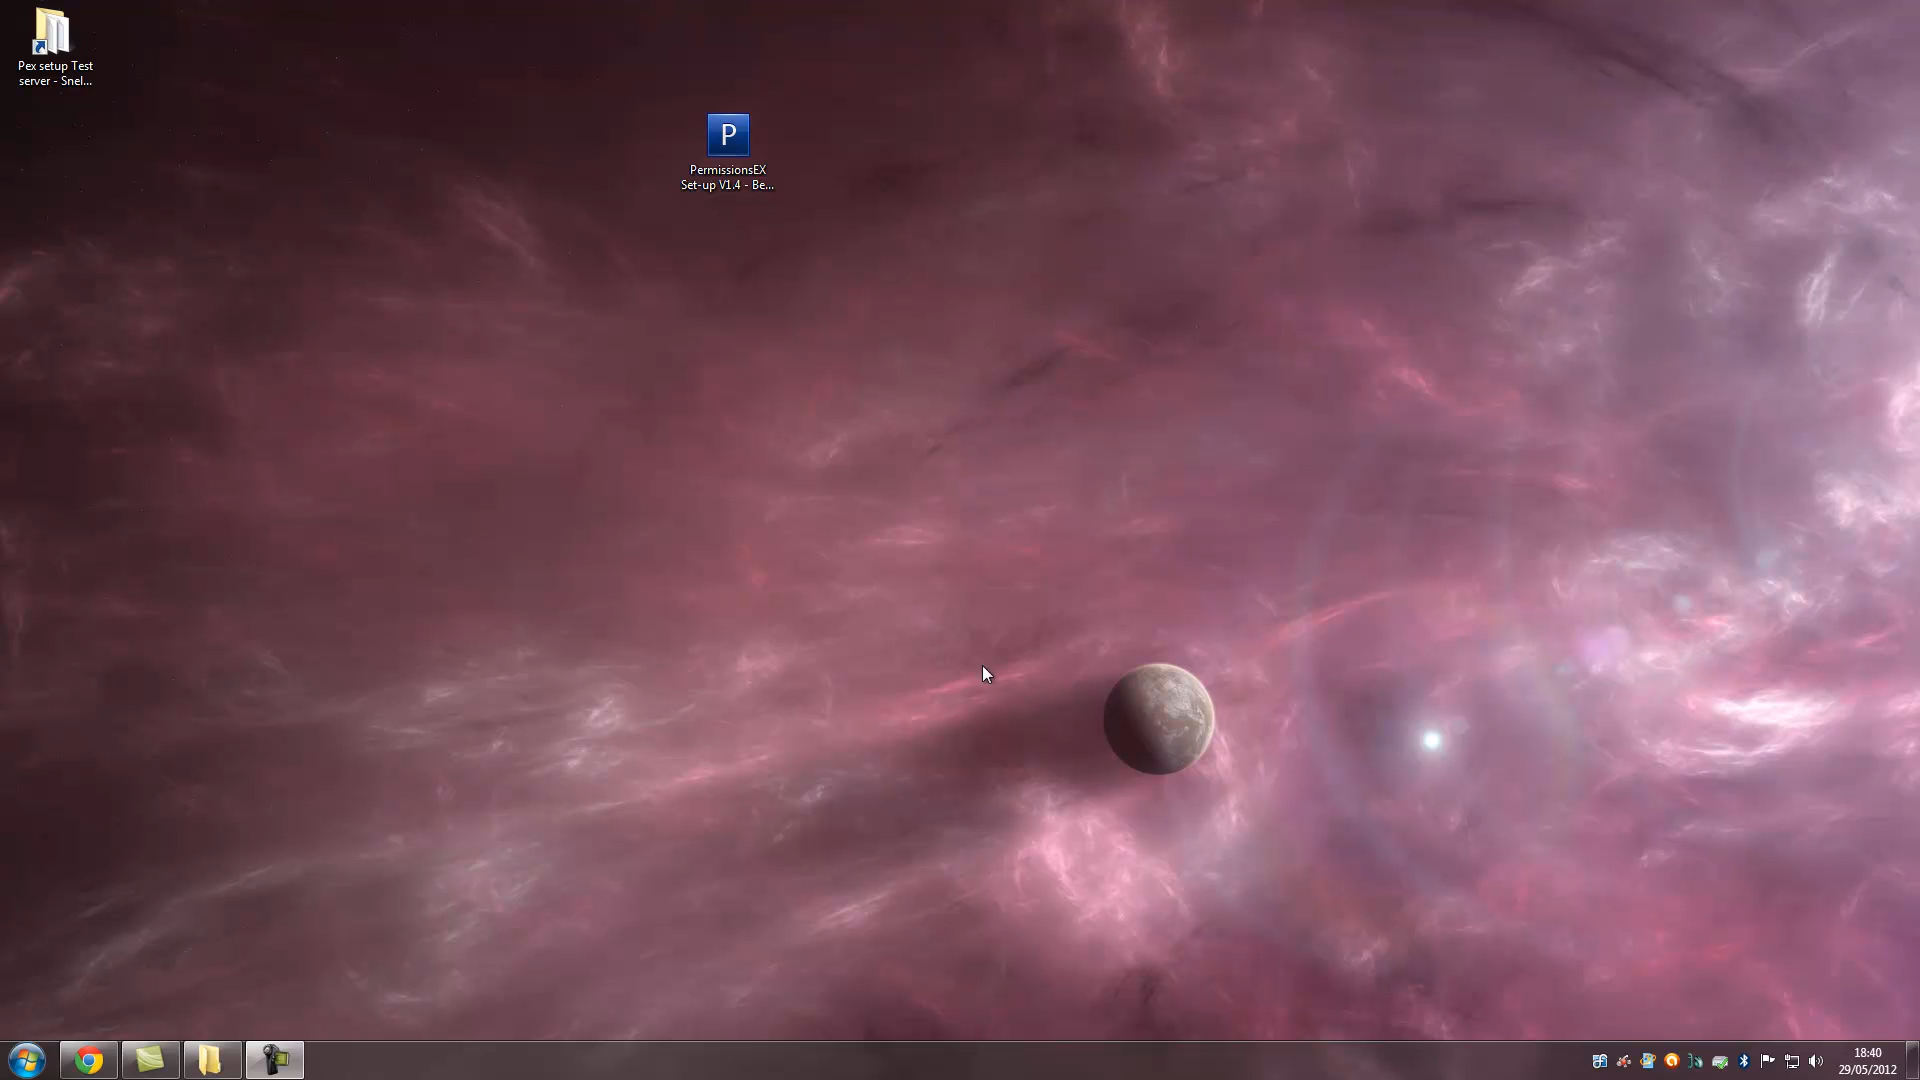 Pex setup Test
server - Snel...
P
PermissionsEX
Set-up V1.4 - Be...
18:40
29/05/2012